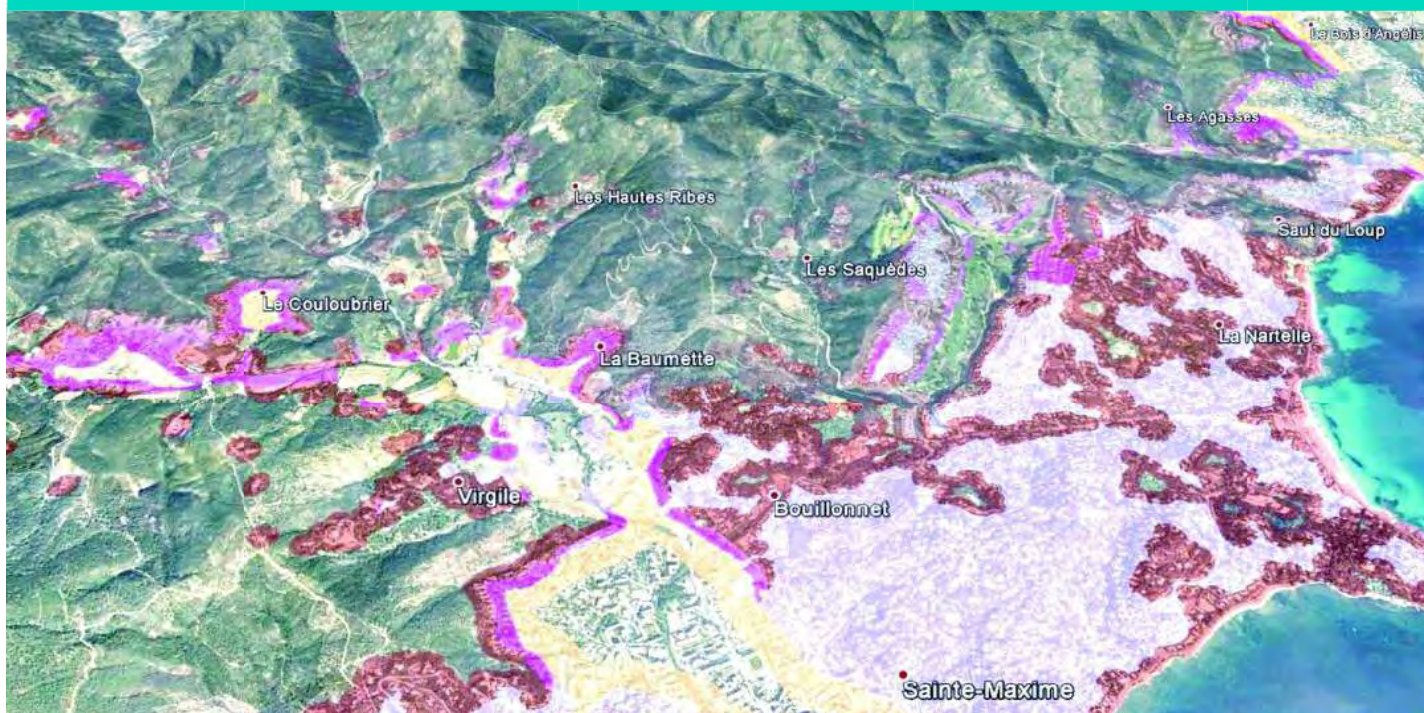 Le Bois d'Angelis
Les Agasses
Les Hautes Ribes
Saut du Loup
Les Saquèdes
Le Couloubrier
La Nartelle
La Baumette
Virgile
Bouillonnet
Sainte-Maxime